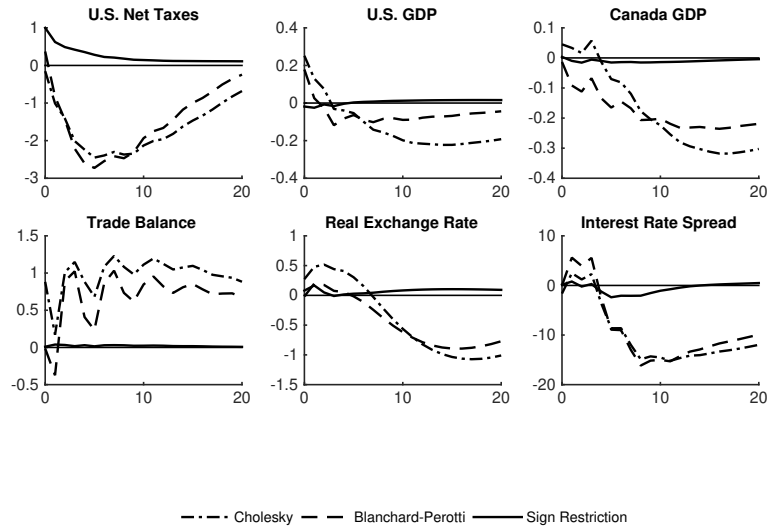 U.S. Net Taxes U.S. GDP Canada GDP
1 0.4 0.1
0 0.2 0
-1 0 -0.1
-2 -0.2 -0.2
-3 -0.4 -0.3
-0.4
0 10 20 0 10 20 0 10 20
Trade Balance Real Exchange Rate Interest Rate Spread
1.5 1 10
1 0.5 0
0.5 0 -10
0 -0.5 -20
-0.5 -1
-1.5
0 10 20 0 10 20 0 10 20
Cholesky Blanchard-Perotti Sign Restriction